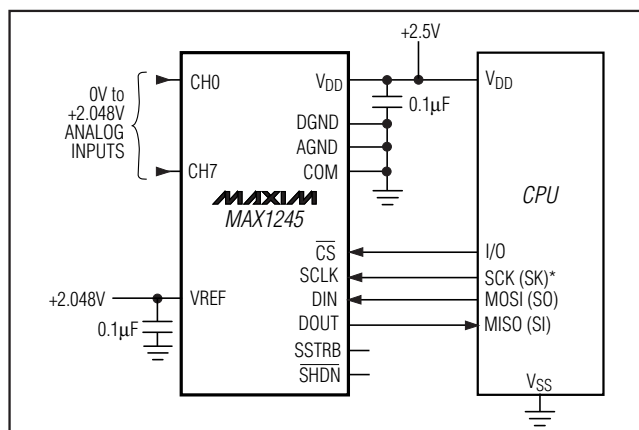 +2.5V
0V to
+2.048V
ANALOG
INPUTS
CH0
CH7
VDD
0.1µF
DGND
AGND
COM
MAXIM
MAX1245
CS
SCLK
DIN
DOUT
SSTRB
SHDN
+2.048V
VREF
0.1µF
VDD
CPU
I/O
SCK (SK)*
MOSI (SO)
MISO (SI)
VSS